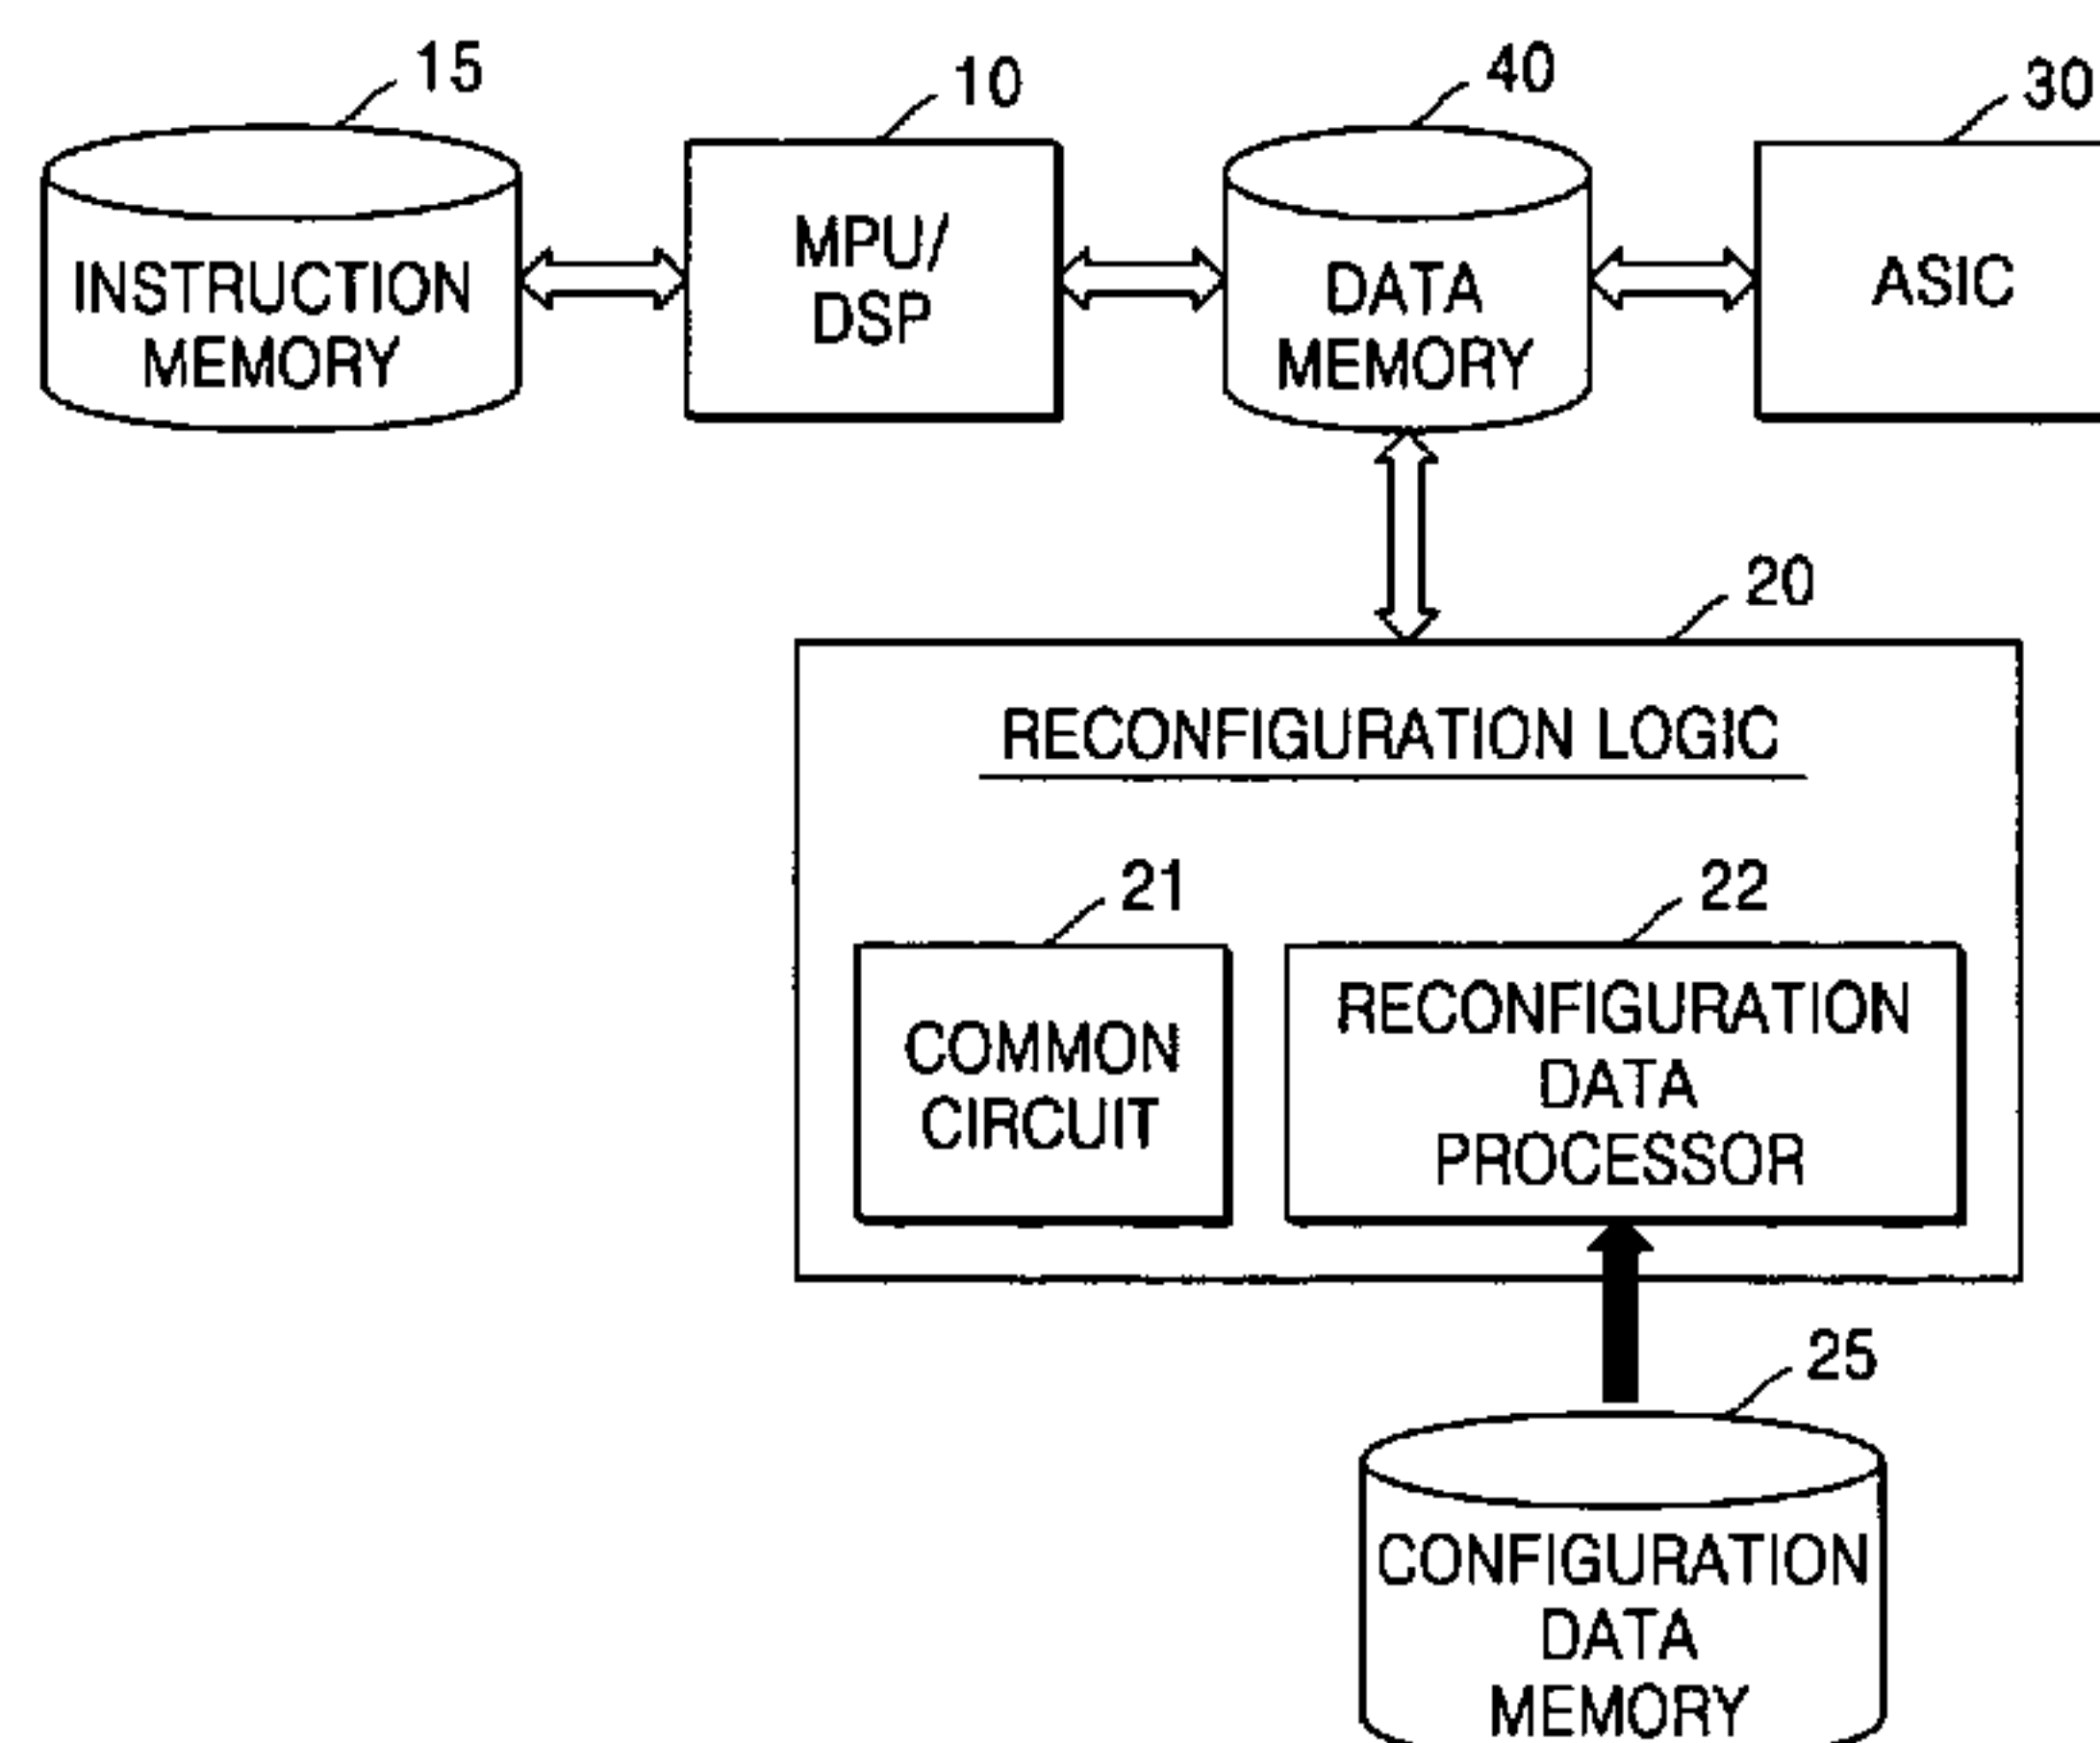 15
10
40
30
INSTRUCTION
MEMORY
MPU/
DSP
DATA
MEMORY
ASIC
20
RECONFIGURATION LOGIC
21
22
COMMON
CIRCUIT
RECONFIGURATION
DATA
PROCESSOR
25
CONFIGURATION
DATA
MEMORY